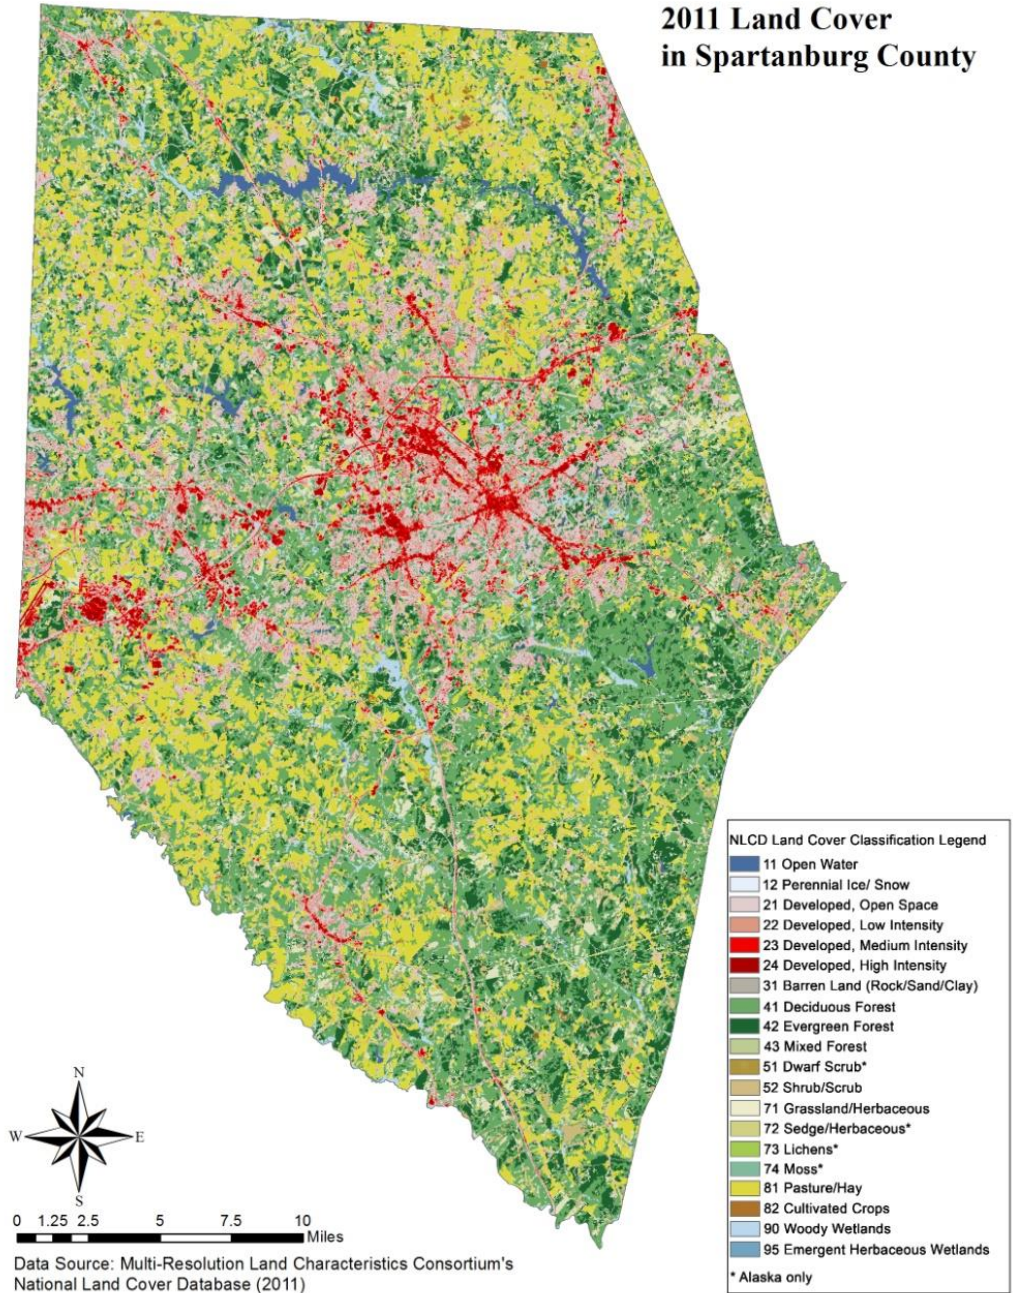 2011 Land Cover
in Spartanburg County
NLCD Land Cover Classification Legend
11 Open Water
12 Perennial Ice/ Snow
21 Developed, Open Space
22 Developed, Low Intensity
23 Developed, Medium Intensity
24 Developed, High Intensity
31 Barren Land (Rock/Sand/Clay)
41 Deciduous Forest
42 Evergreen Forest
43 Mixed Forest
51 Dwarf Scrub*
52 Shrub/Scrub
71 Grassland/Herbaceous
72 Sedge/Herbaceous*
73 Lichens*
74 Moss*
81 Pasture/Hay
82 Cultivated Crops
90 Woody Wetlands
95 Emergent Herbaceous Wetlands
* Alaska only
N
W E
S
0 1.25 2.5 5 7.5 10
Miles
Data Source: Multi-Resolution Land Characteristics Consortium's
National Land Cover Database (2011)